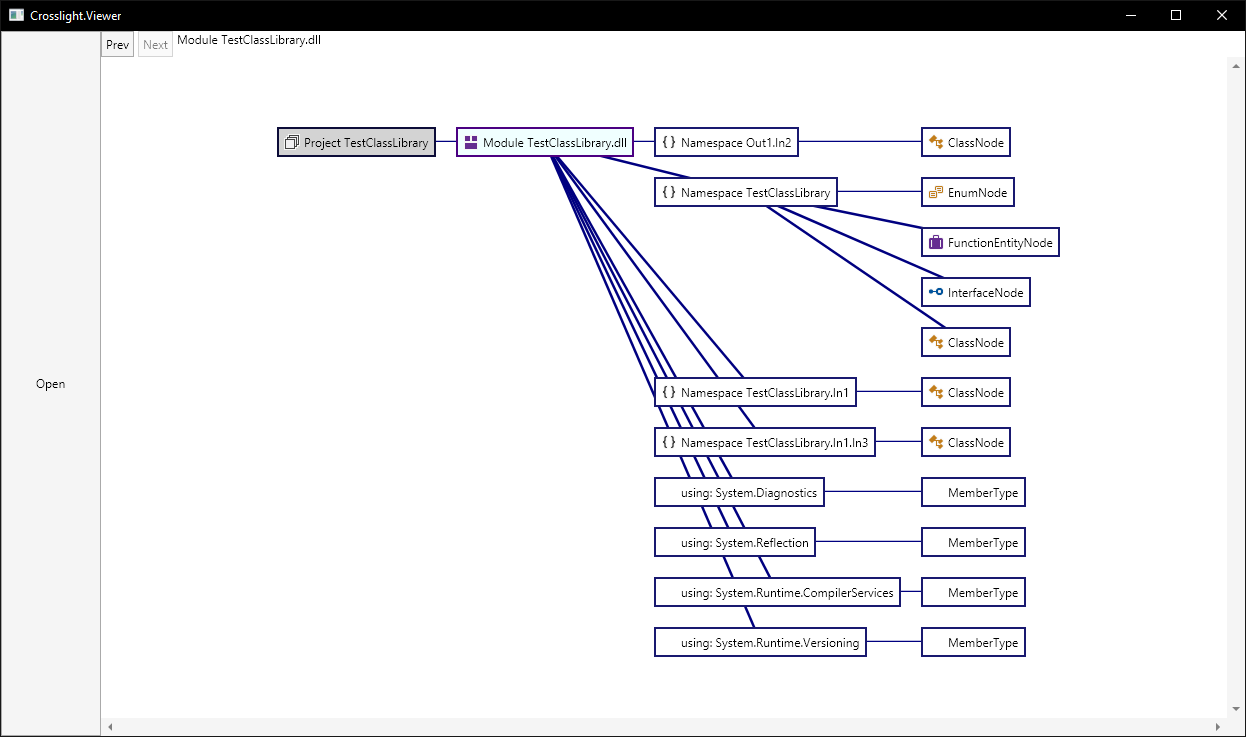 Crosslight.Viewer
Prev Next Module TestClassLibrary.dll
Open
Project TestClassLibrary Module TestClassLibrary.dll {} Namespace Out1.In2 ClassNode
{} Namespace TestClassLibrary EnumNode
FunctionEntityNode
InterfaceNode
ClassNode
{} Namespace TestClassLibrary.In1 ClassNode
{} Namespace TestClassLibrary.In1.In3 ClassNode
using: System.Diagnostics MemberType
using: System.Reflection MemberType
using: System.Runtime.CompilerServices MemberType
using: System.Runtime.Versioning MemberType